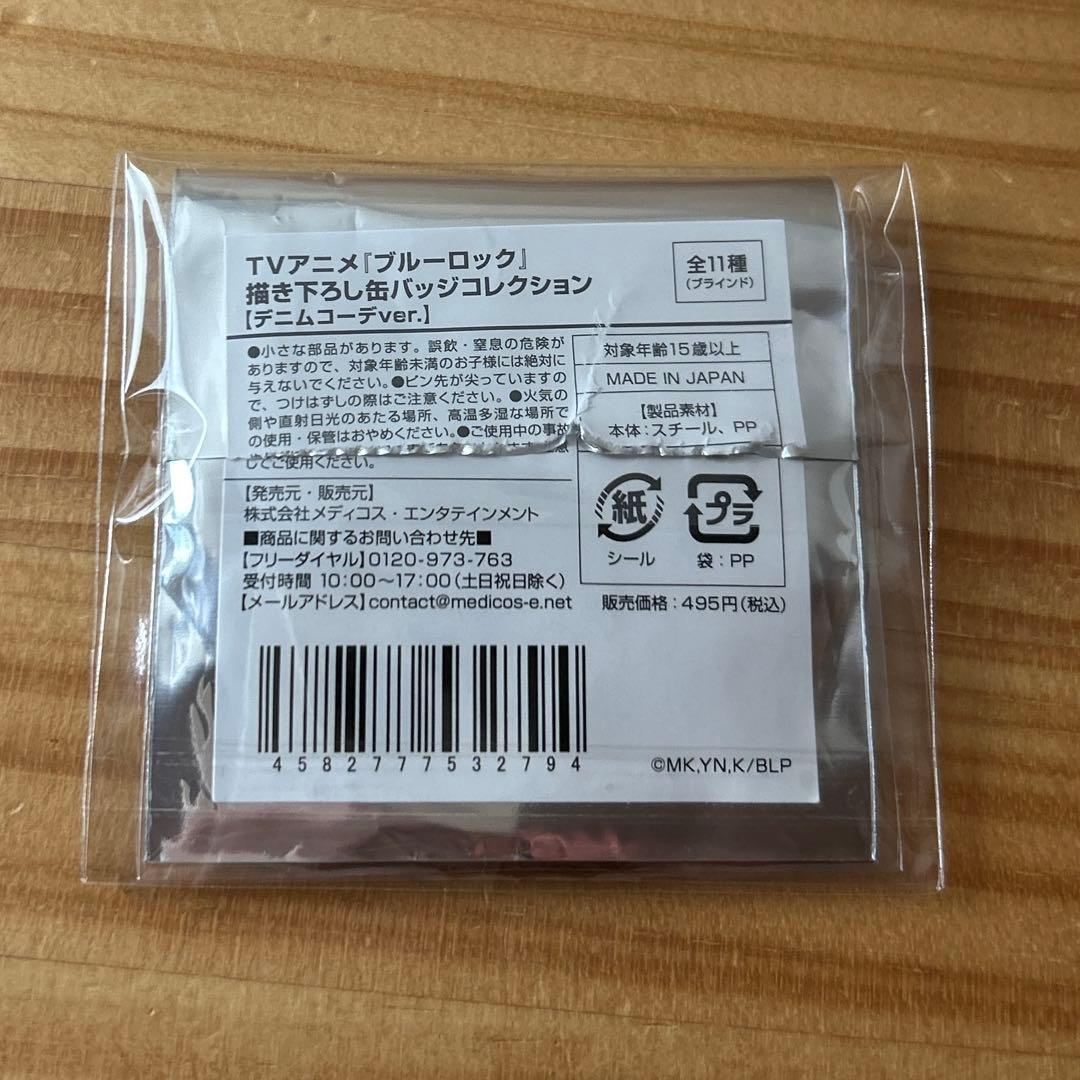 TVアニメ『ブルーロック』
描き下ろし缶バッジコレクション
【デニムコーデver.】
全11種
(ブラインド)
●小さな部品があります。誤飲・窒息の危険が
ありますので、対象年齢未満のお子様には絶対に
与えないでください。●ピン先が尖っていますの
で、つけはずしの際はご注意ください。●火気の
側や直射日光のあたる場所、高温多湿な場所で
の使用・保管はおやめください。●ご使用中の事故
してご使用ください。
対象年齢15歳以上
MADE IN JAPAN
【製品素材】
本体:スチール、PP
紙
シール
プラ
袋:PP
【発売元・販売元】
株式会社メディコス・エンタテインメント
■商品に関するお問い合わせ先■
【フリーダイヤル】0120-973-763
受付時間 10:00〜17:00(土日祝日除く)
【メールアドレス】contact@medicos-e.net
販売価格:495円(税込)
4582777532794
©MK,YN,K/BLP